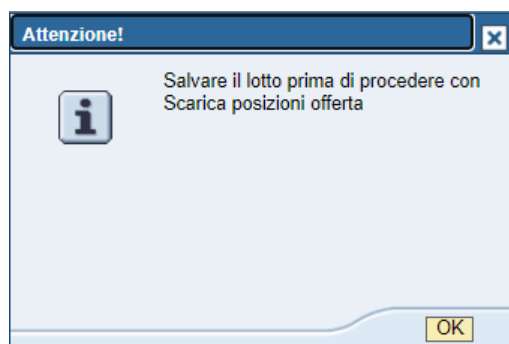 Attenzione!
Salvare il lotto prima di procedere con
Scarica posizioni offerta
OK